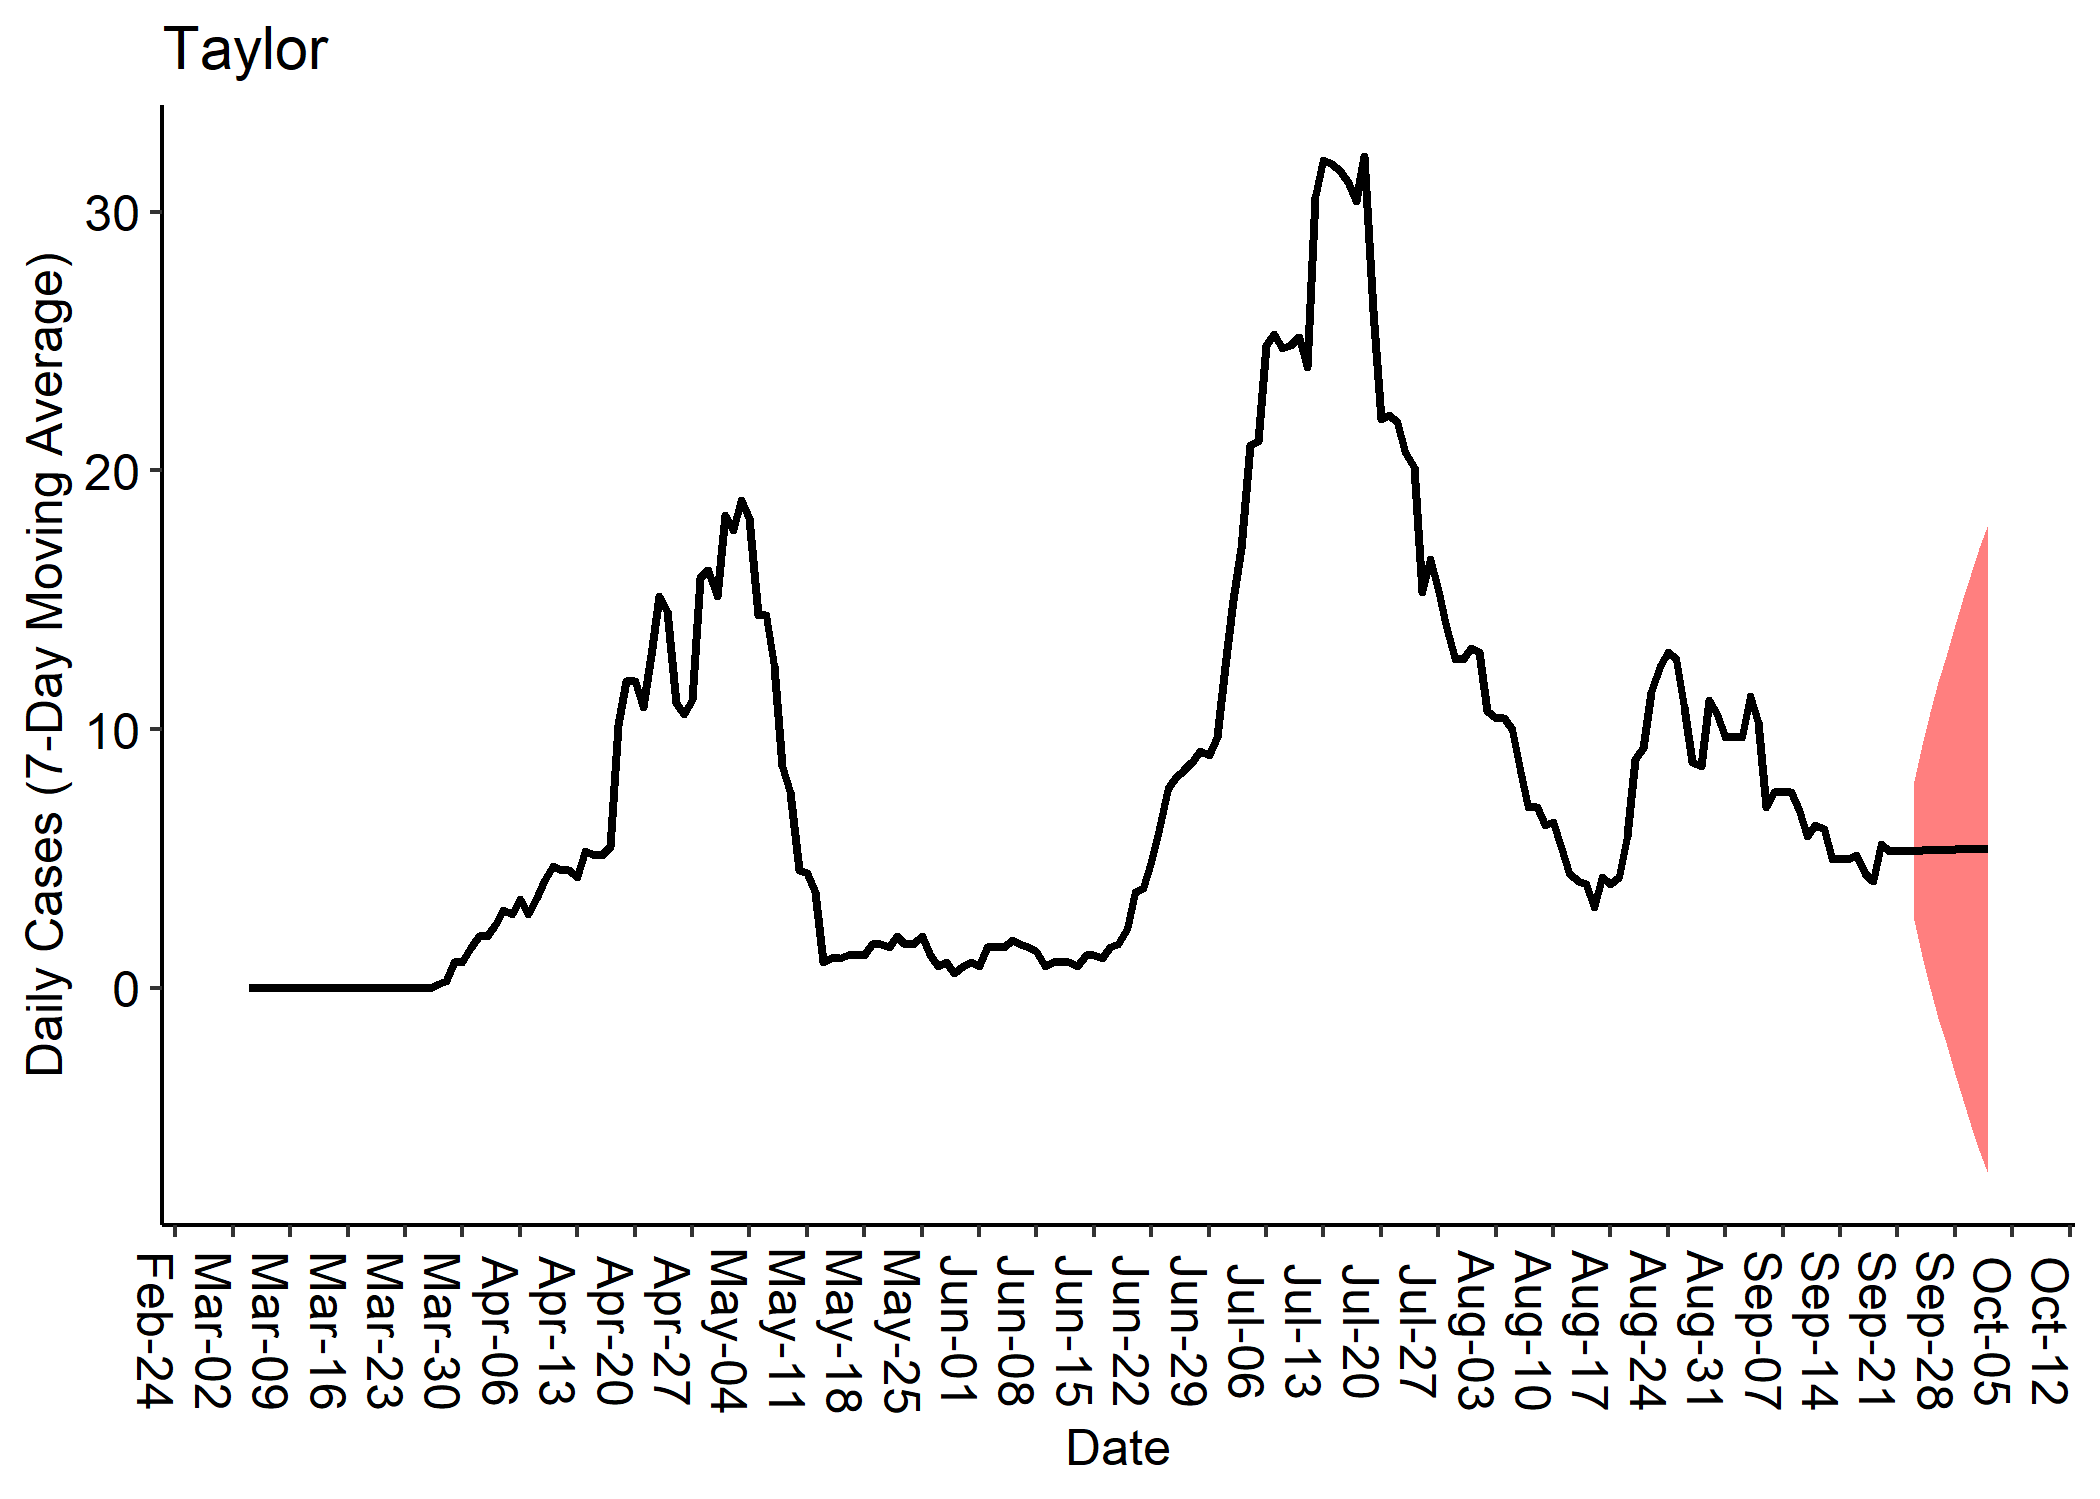 Taylor
Daily Cases (7-Day Moving Average)
30
20
10
0
Feb-24
Mar-02
Mar-09
Mar-16
Mar-23
Mar-30
Apr-06
Apr-13
Apr-20
Apr-27
May-04
May-11
May-18
May-25
Jun-01
Jun-08
Jun-15
Jun-22
Jun-29
Jul-06
Jul-13
Jul-20
Jul-27
Aug-03
Aug-10
Aug-17
Aug-24
Aug-31
Sep-07
Sep-14
Sep-21
Sep-28
Oct-05
Oct-12
Date